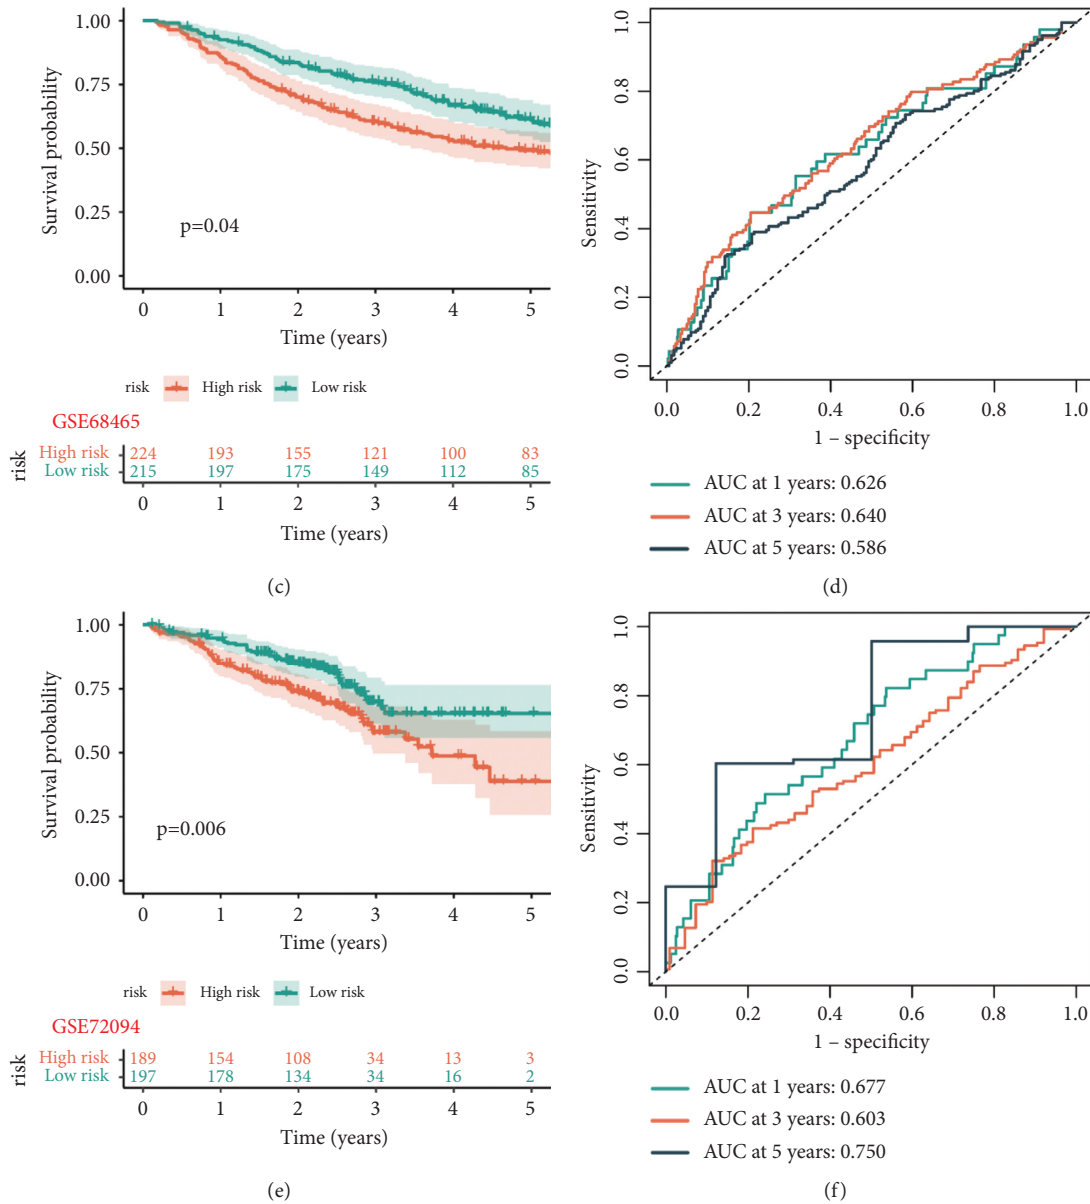 1.00
0.75
0.50
0.25
0.00
Survival probability
p=0.04
0 1 2 3 4 5
Time (years)
risk High risk Low risk
GSE68465
risk
High risk 224 193 155 121 100 83
Low risk 215 197 175 149 112 85
0 1 2 3 4 5
Time (years)
(c)
1.0
0.8
0.6
0.4
0.2
0.0
Sensitivity
0.0 0.2 0.4 0.6 0.8 1.0
1 – specificity
AUC at 1 years: 0.626
AUC at 3 years: 0.640
AUC at 5 years: 0.586
(d)
1.00
0.75
0.50
0.25
0.00
Survival probability
p=0.006
0 1 2 3 4 5
Time (years)
risk High risk Low risk
GSE72094
risk
High risk 189 154 108 34 13 3
Low risk 197 178 134 34 16 2
0 1 2 3 4 5
Time (years)
(e)
1.0
0.8
0.6
0.4
0.2
0.0
Sensitivity
0.0 0.2 0.4 0.6 0.8 1.0
1 – specificity
AUC at 1 years: 0.677
AUC at 3 years: 0.603
AUC at 5 years: 0.750
(f)